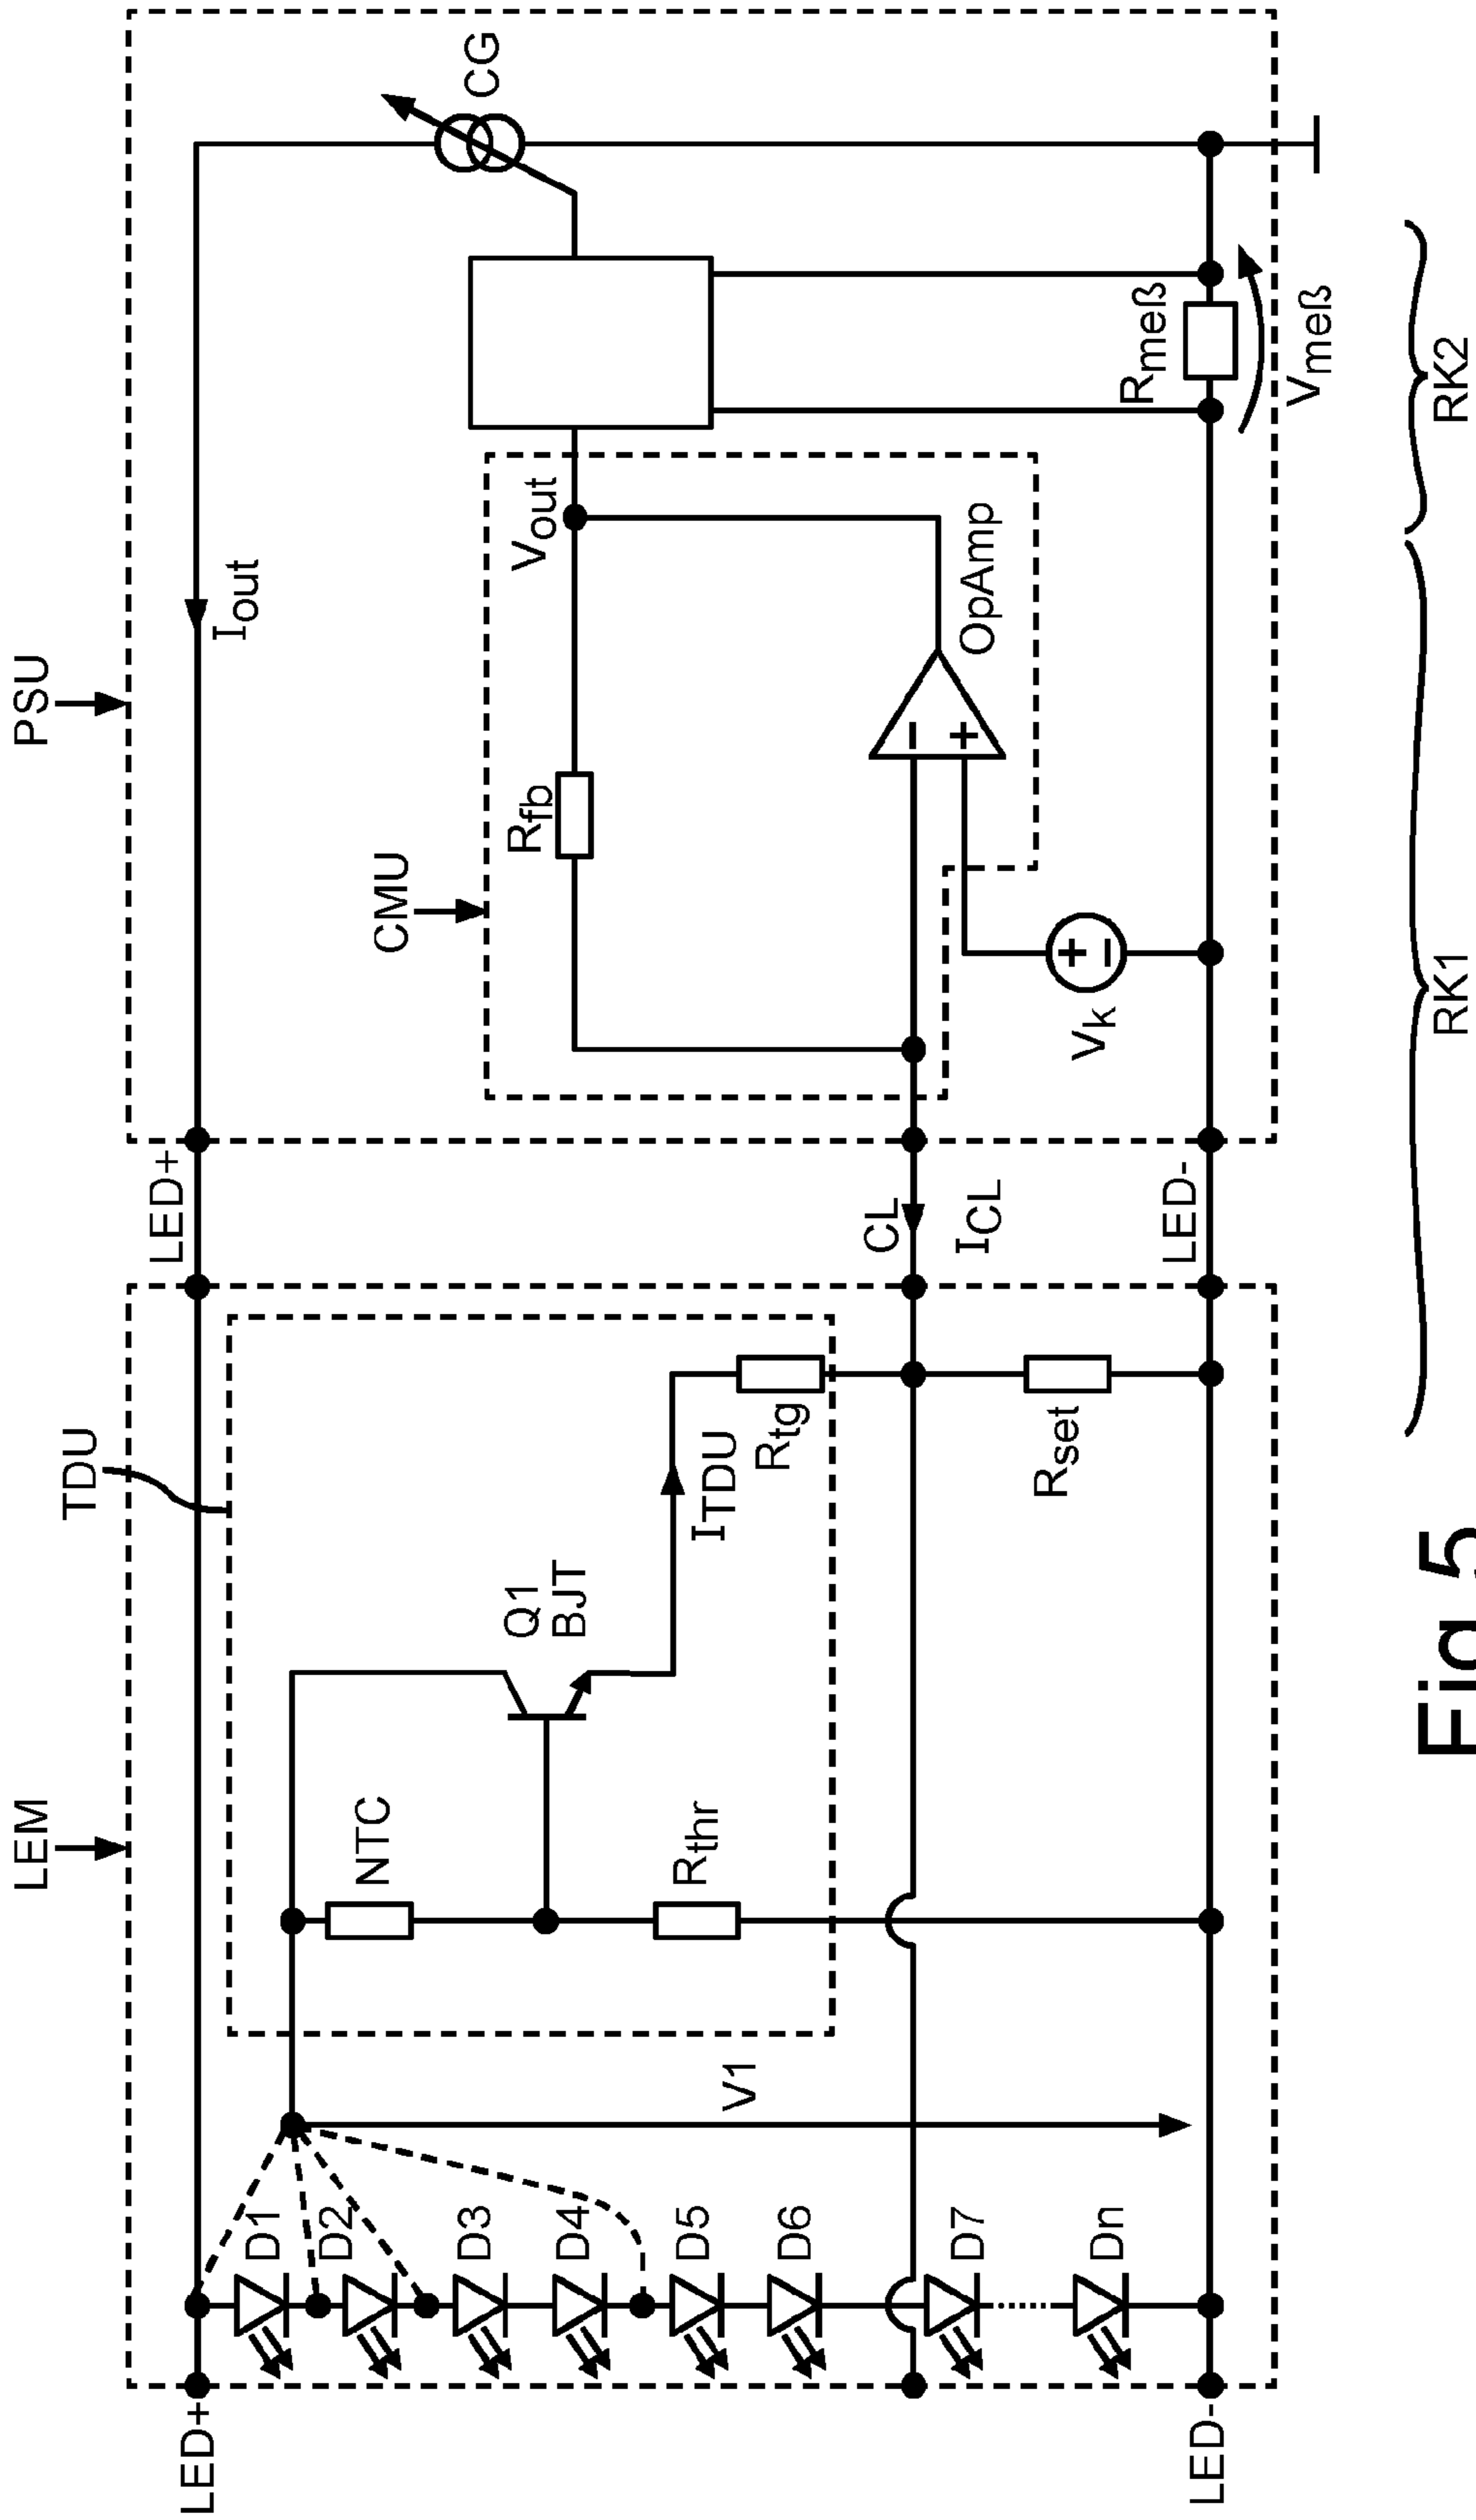 LEM
PSU
TDU
LED+
LED+
Iout
CG
D1
D2
D3
D4
D5
D6
D7
Dn
V1
NTC
Rthr
Q1
BJT
ITDU
Rtg
Rset
CL
ICL
LED-
LED-
CMU
Rfb
Vout
OpAmp
Vk
Rmeß
Vmeß
RK1
RK2
Fig 5